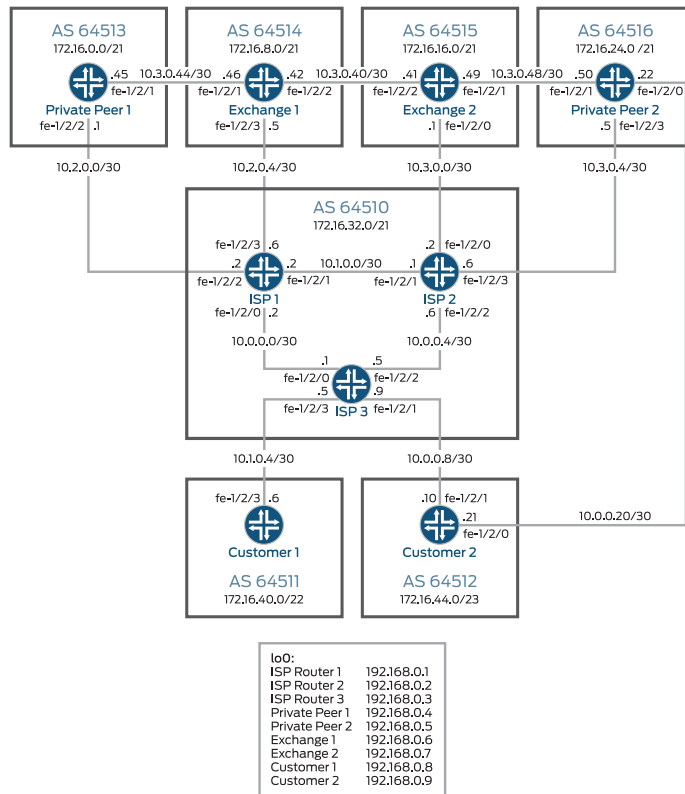 AS 64513
172.16.0.0/21
.45
fe-1/2/1
Private Peer 1
fe-1/2/2 .1
10.3.0.44/30
AS 64514
172.16.8.0/21
.46
fe-1/2/1
.42
fe-1/2/2
Exchange 1
fe-1/2/3 .5
10.3.0.40/30
AS 64515
172.16.16.0/21
.41
fe-1/2/2
.49
fe-1/2/1
Exchange 2
.1 fe-1/2/0
10.3.0.48/30
AS 64516
172.16.24.0 /21
.50
fe-1/2/1
.22
fe-1/2/0
Private Peer 2
.5 fe-1/2/3
10.2.0.0/30
10.2.0.4/30
10.3.0.0/30
10.3.0.4/30
AS 64510
172.16.32.0/21
fe-1/2/3 .6
.2
fe-1/2/2
.2
fe-1/2/1
ISP 1
fe-1/2/0 .2
10.1.0.0/30
.2 fe-1/2/0
.1
fe-1/2/1
.6
fe-1/2/3
ISP 2
.6 fe-1/2/2
10.0.0.0/30
10.0.0.4/30
.1
fe-1/2/0
.5
fe-1/2/2
.5
fe-1/2/3
.9
fe-1/2/1
ISP 3
10.1.0.4/30
10.0.0.8/30
fe-1/2/3 .6
Customer 1
AS 64511
172.16.40.0/22
.10 fe-1/2/1
.21
fe-1/2/0
Customer 2
AS 64512
172.16.44.0/23
10.0.0.20/30
lo0:
ISP Router 1 192.168.0.1
ISP Router 2 192.168.0.2
ISP Router 3 192.168.0.3
Private Peer 1 192.168.0.4
Private Peer 2 192.168.0.5
Exchange 1 192.168.0.6
Exchange 2 192.168.0.7
Customer 1 192.168.0.8
Customer 2 192.168.0.9